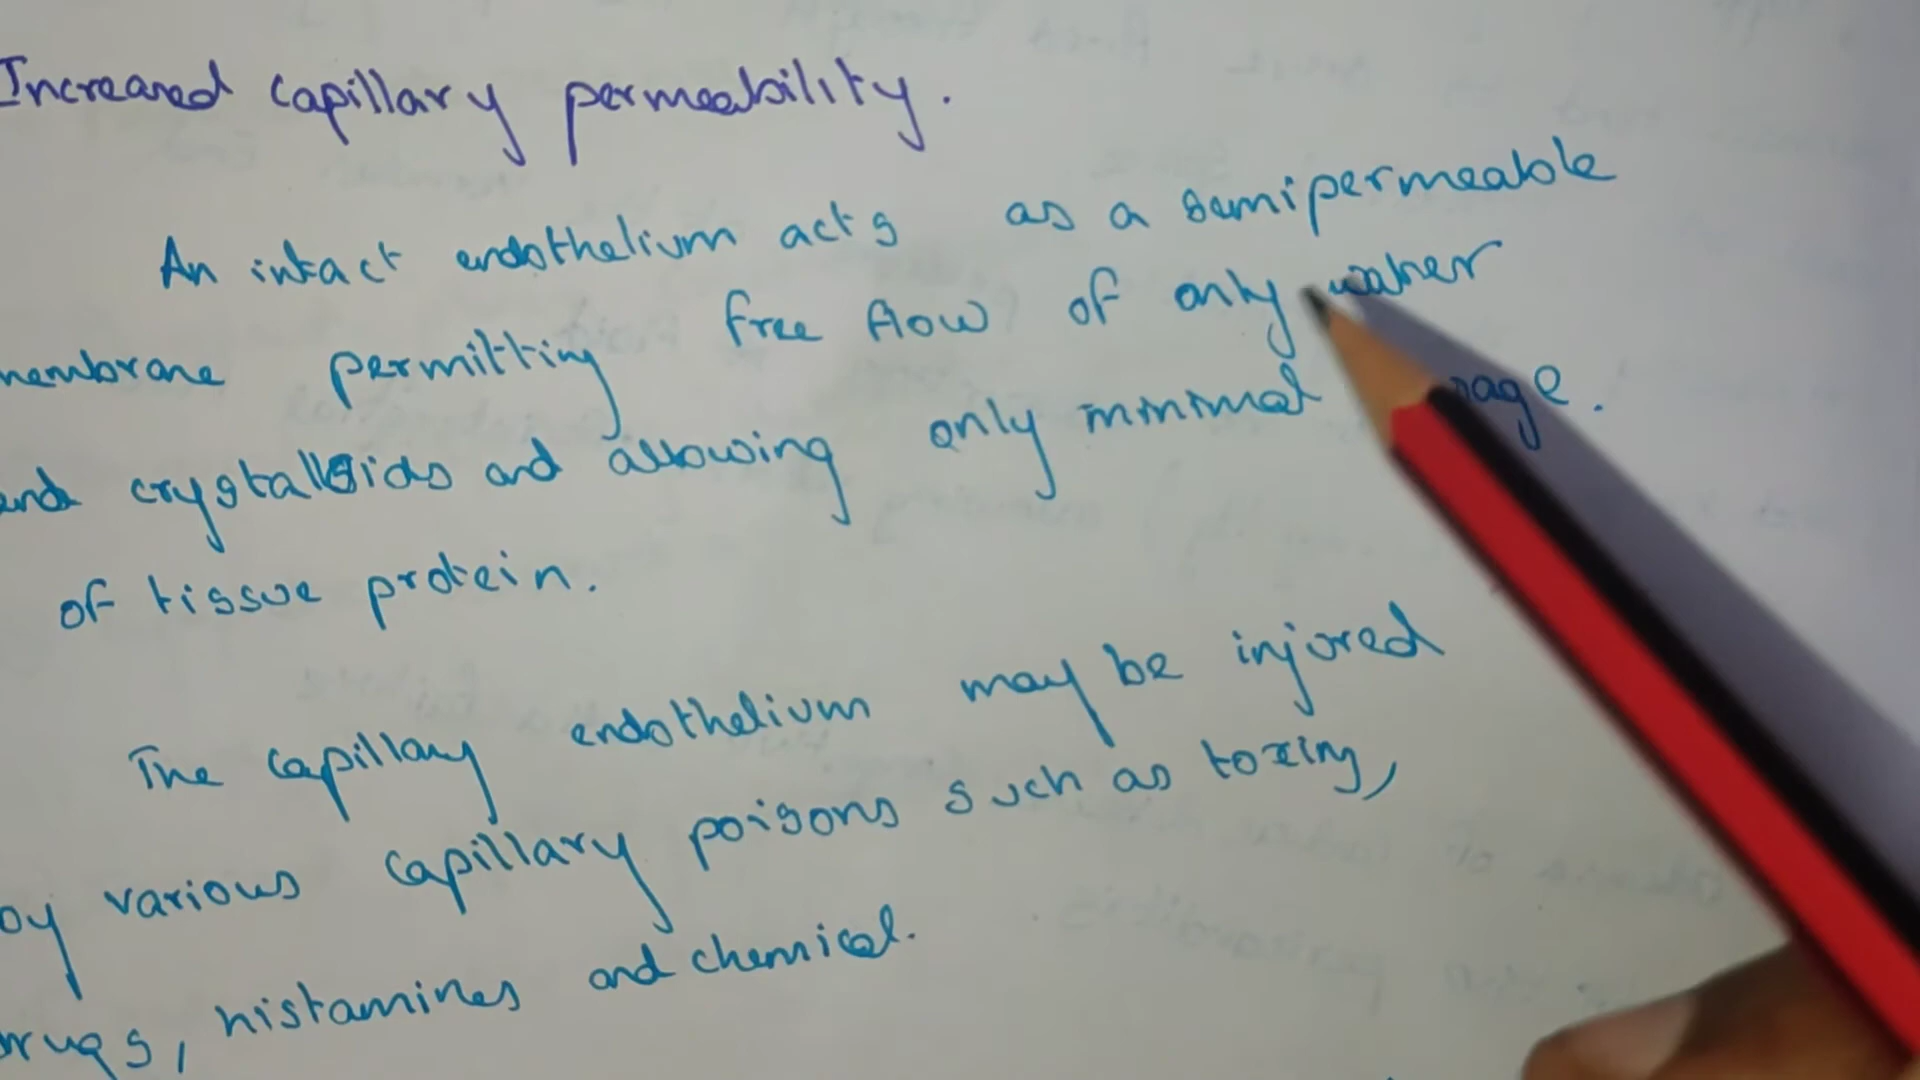 Increased capillary permeability.
An intact endothelium acts as a semipermeable
membrane permitting free flow of only water
and crystalloids and allowing only minimal
of tissue protein.
The capillary endothelium may be injured
by various capillary poisons such as toxins,
drugs, histamines and chemical.